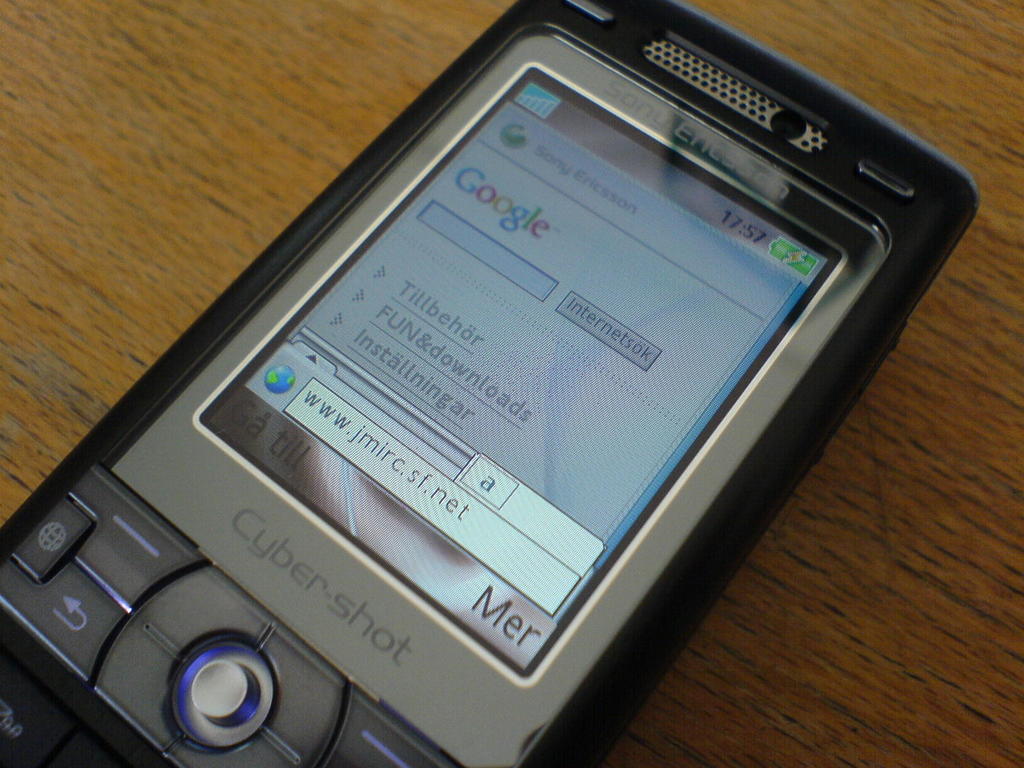 Sony Ericsson
17:57
Sony Ericsson
Google
Internetsök
Tillbehör
FUN&downloads
Inställningar
a
www.jmirc.sf.net
Gå till
Mer
Cyber-shot